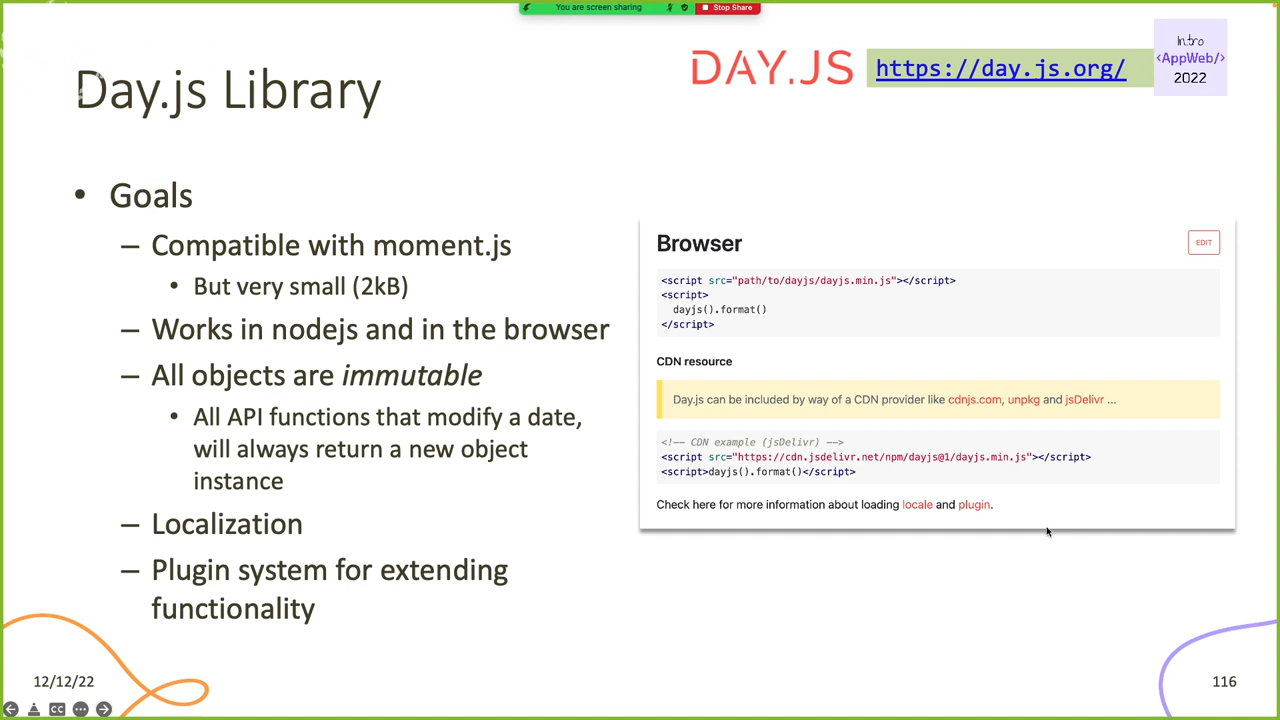 You are screen sharing
Stop Share
Day.js Library
DAY.JS
https://day.js.org/
Intro
<AppWeb/>
2022
• Goals
– Compatible with moment.js
• But very small (2kB)
– Works in nodejs and in the browser
– All objects are immutable
• All API functions that modify a date,
will always return a new object
instance
– Localization
– Plugin system for extending
functionality
Browser
EDIT
<script src="path/to/dayjs/dayjs.min.js"></script>
<script>
dayjs().format()
</script>
CDN resource
Day.js can be included by way of a CDN provider like cdnjs.com, unpkg and jsDelivr ...
<!-- CDN example (jsDelivr) -->
<script src="https://cdn.jsdelivr.net/npm/dayjs@1/dayjs.min.js"></script>
<script>dayjs().format()</script>
Check here for more information about loading locale and plugin.
12/12/22
116
CC